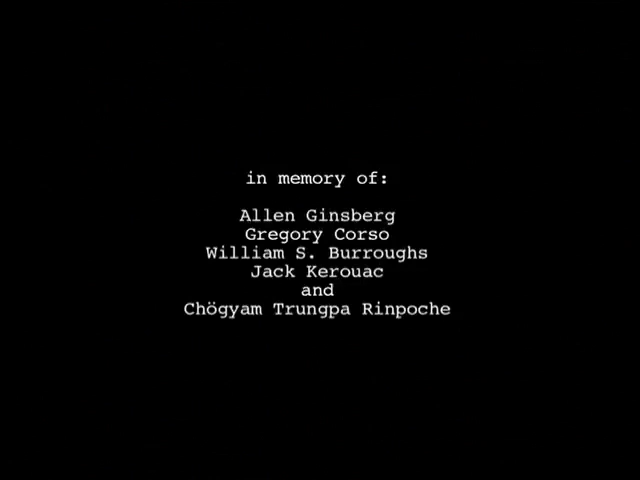 in memory of:
Allen Ginsberg
Gregory Corso
William S. Burroughs
Jack Kerouac
and
Chögyam Trungpa Rinpoche